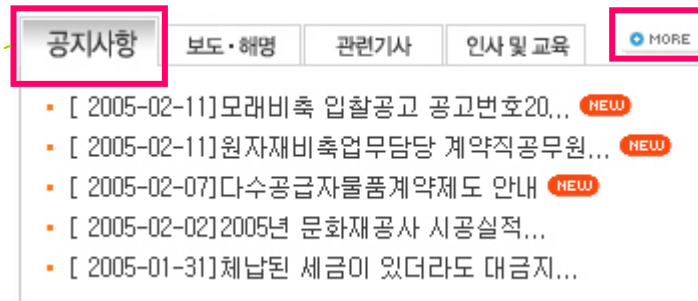 공지사항 보도·해명 관련기사 인사 및 교육 MORE
[ 2005-02-11]모래비축 입찰공고 공고번호20... NEW
[ 2005-02-11]원자재비축업무담당 계약직공무원... NEW
[ 2005-02-07]다수공급자물품계약제도 안내 NEW
[ 2005-02-02]2005년 문화재공사 시공실적...
[ 2005-01-31]체납된 세금이 있더라도 대금지...